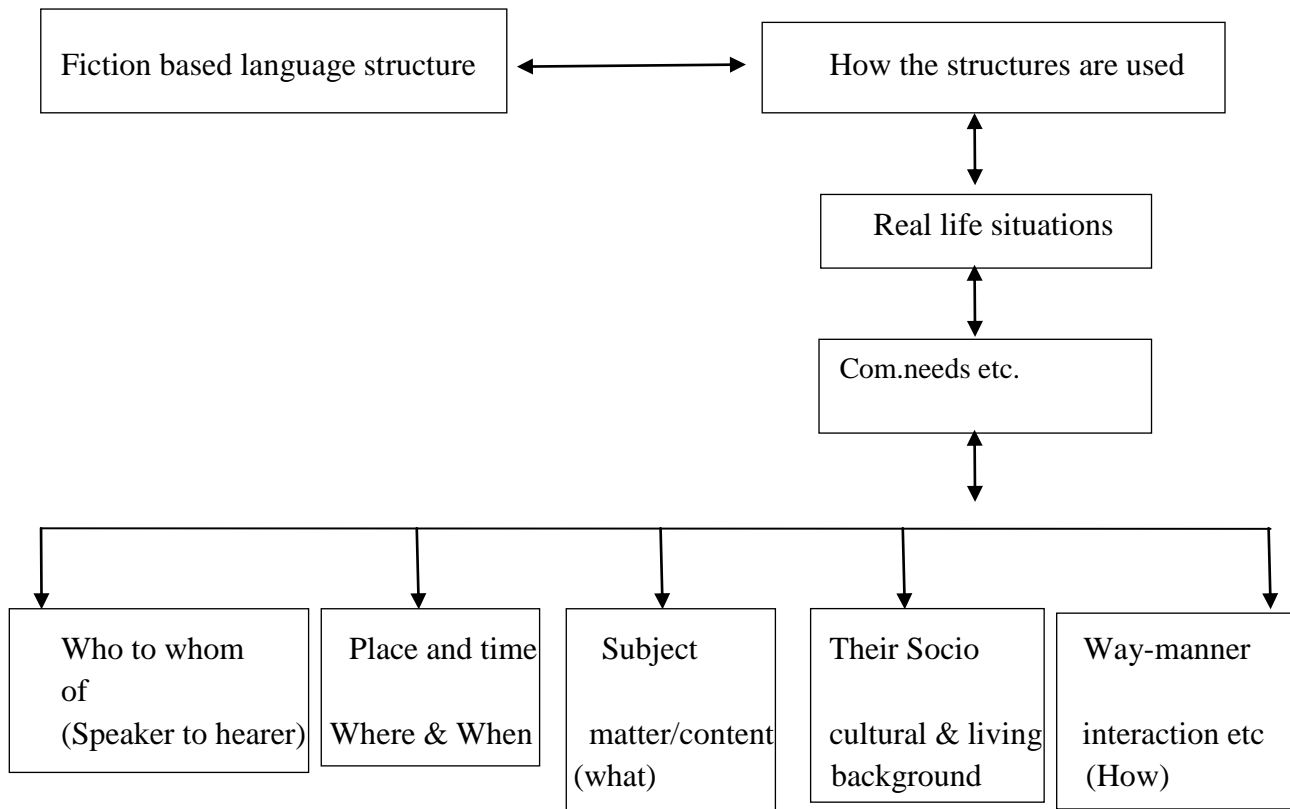 Fiction based language structure
How the structures are used
Real life situations
Com.needs etc.
Who to whom
of
(Speaker to hearer)
Place and time
Where & When
Subject
matter/content
(what)
Their Socio
cultural & living
background
Way-manner
interaction etc
(How)